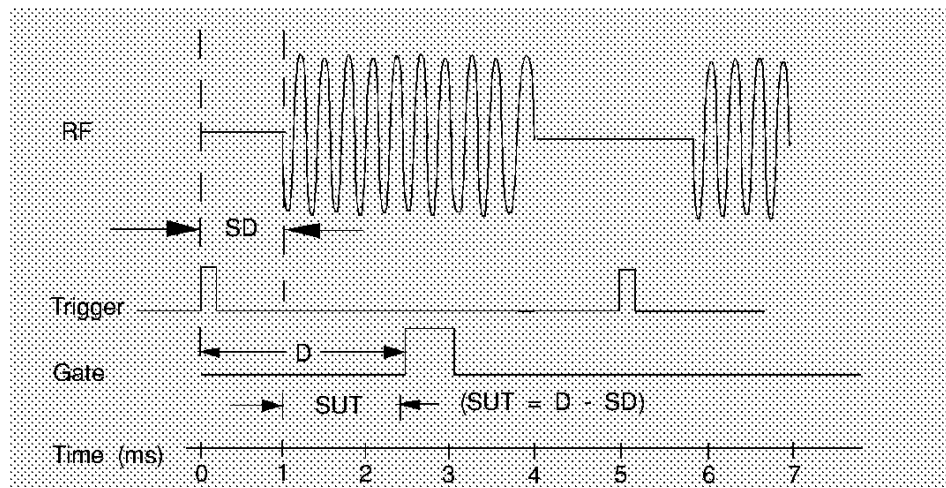 RF
SD
Trigger
D
Gate
SUT (SUT = D - SD)
Time (ms) 0 1 2 3 4 5 6 7